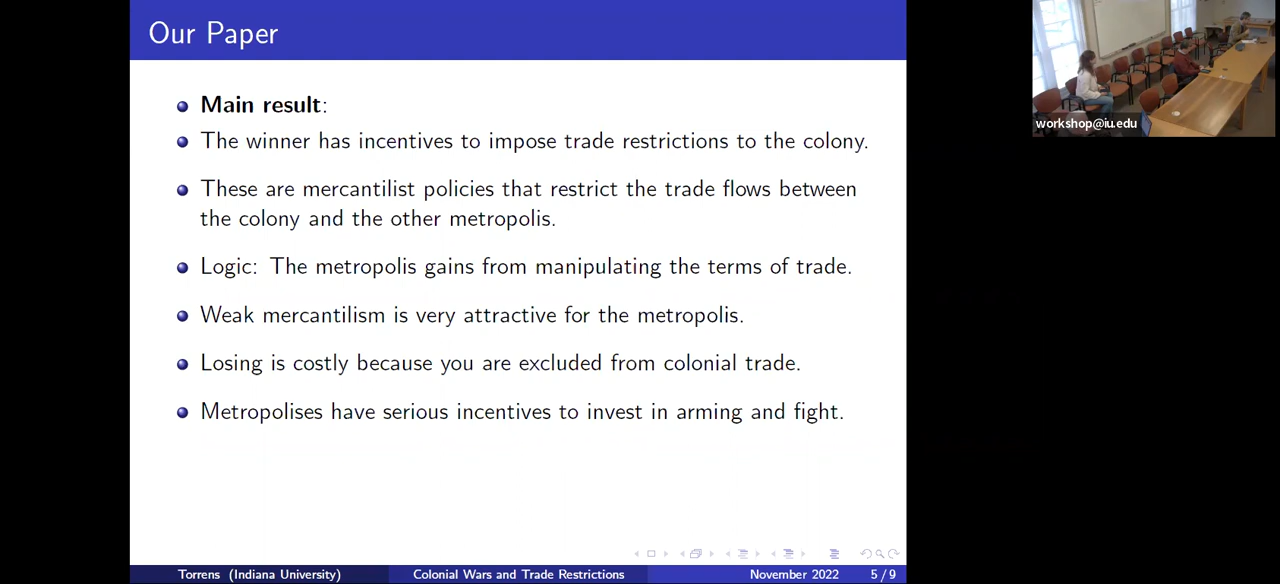 Our Paper
Main result:
The winner has incentives to impose trade restrictions to the colony.
These are mercantilist policies that restrict the trade flows between
the colony and the other metropolis.
Logic: The metropolis gains from manipulating the terms of trade.
Weak mercantilism is very attractive for the metropolis.
Losing is costly because you are excluded from colonial trade.
Metropolises have serious incentives to invest in arming and fight.
Torrens (Indiana University)
Colonial Wars and Trade Restrictions
November 2022
5 / 9
workshop@iu.edu